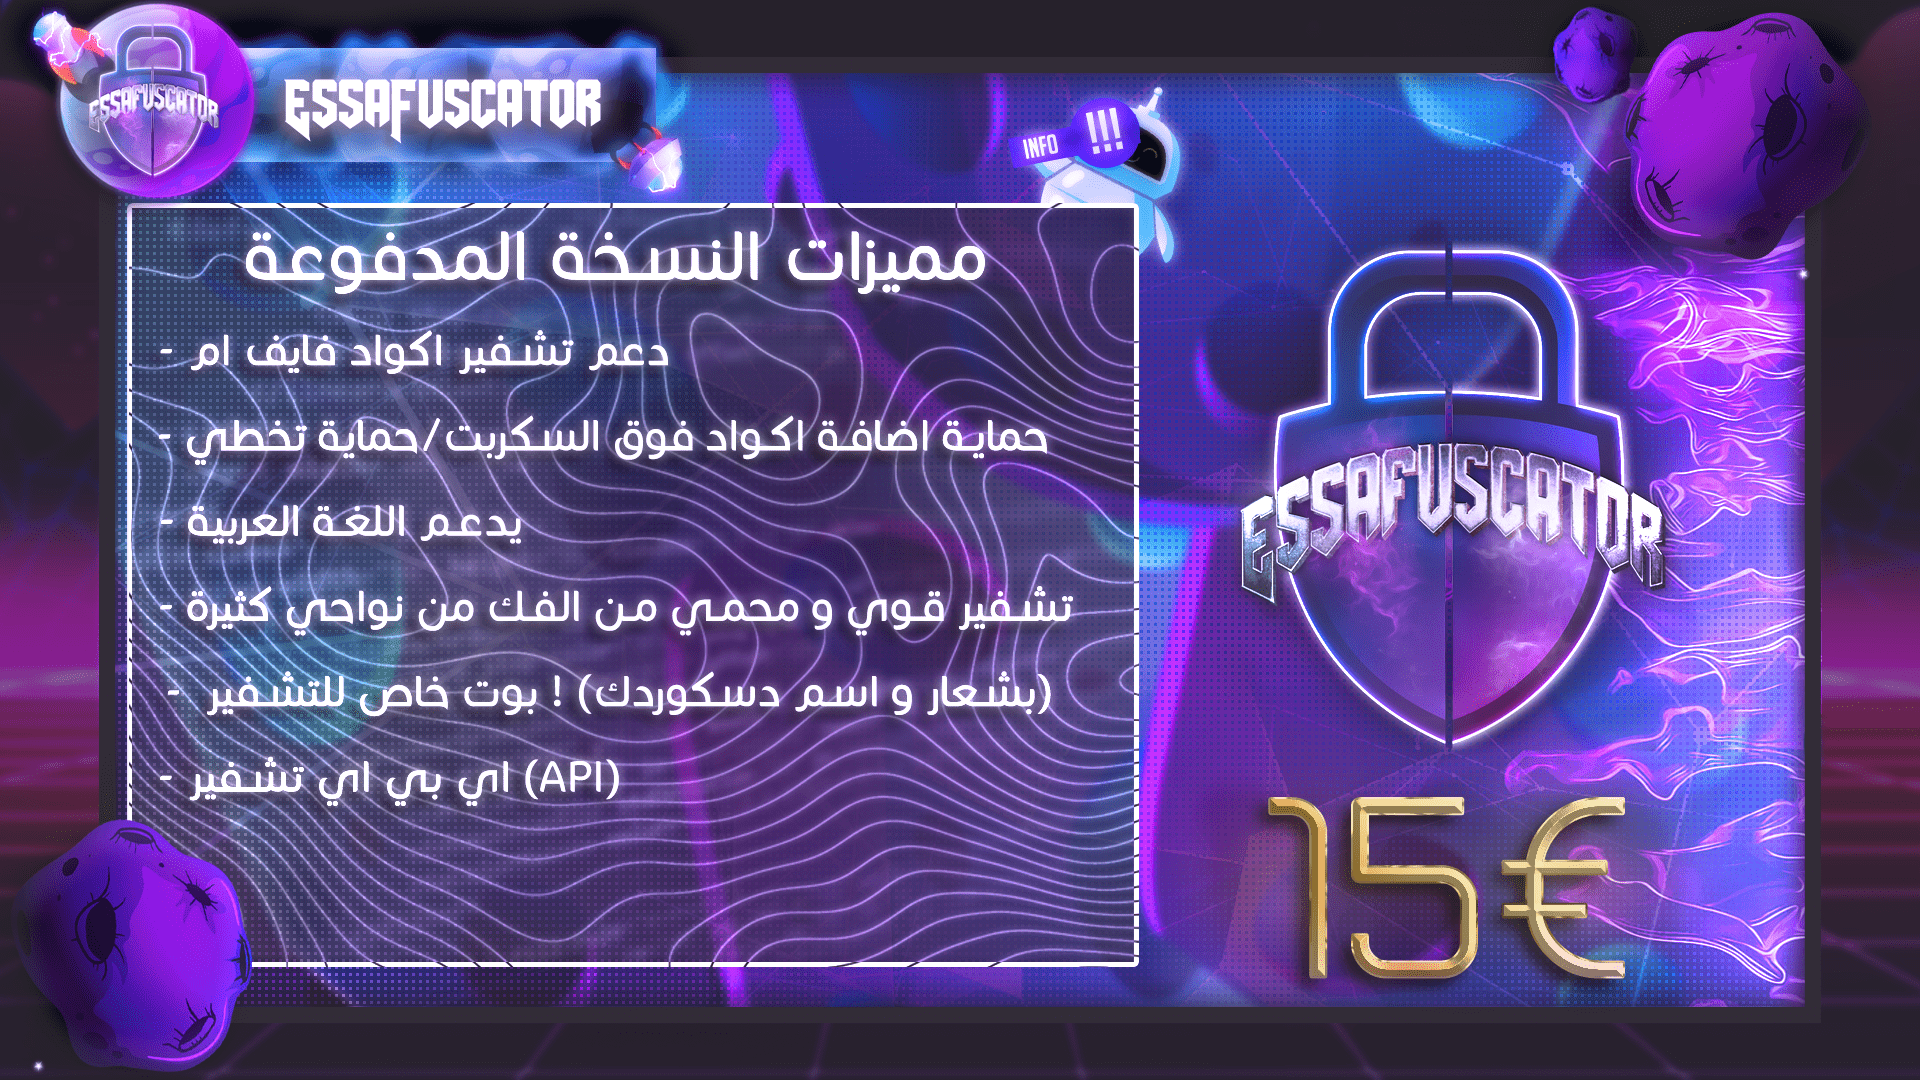 ESSAFUSCATOR
ESSAFUSCATOR
INFO !!!
مميزات النسخة المدفوعة
- دعم تشفير اكواد فايف ام
- حماية اضافة اكواد فوق السكربت/حماية تخطي
- يدعم اللغة العربية
- تشفير قوي و محمي من الفك من نواحي كثيرة
- بوت خاص للتشفير ! (بشعار و اسم دسكوردك)
- اي بي اي تشفير (API)
ESSAFUSCATOR
15€